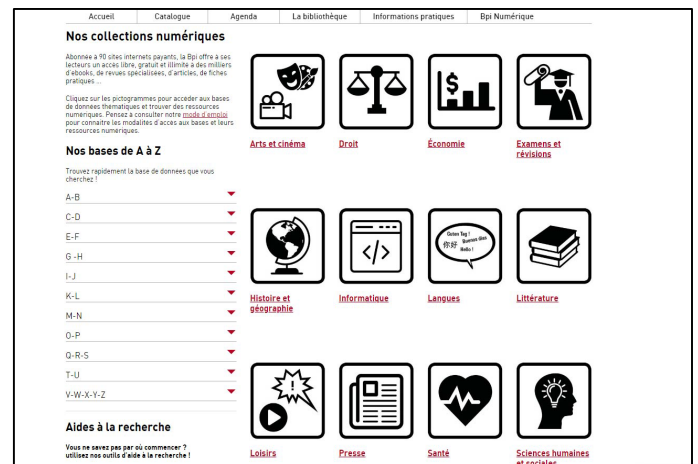 Accueil Catalogue Agenda La bibliothèque Informations pratiques Bpi Numérique
Nos collections numériques
Abonnee a 90 sites internets payants, la Bpi offre a ses
lecteurs un accès libre, gratuit et illimite a des milliers
d'ebooks, de revues spécialisées, d'articles, de fiches
pratiques ...
Cliquez sur les pictogrammes pour accéder aux bases
de données thématiques et trouver des ressources
numériques. Pensez à consulter notre mode d'emploi
pour connaitre les modalités d'accès aux bases et leurs
ressources numériques.
Nos bases de A à Z
Trouvez rapidement la base de données que vous
cherchez !
A-B
C-D
E-F
G -H
I-J
K-L
M-N
O-P
Q-R-S
T-U
V-W-X-Y-Z
Aides à la recherche
Vous ne savez pas par où commencer ?
utilisez nos outils d'aide à la recherche !
$
Arts et cinéma
Droit
Économie
Examens et
révisions
</>
Guten Tag !
Buenos dias
你好
Hello !
Histoire et
géographie
Informatique
Langues
Littérature
!
Loisirs
Presse
Santé
Sciences humaines
et sociales